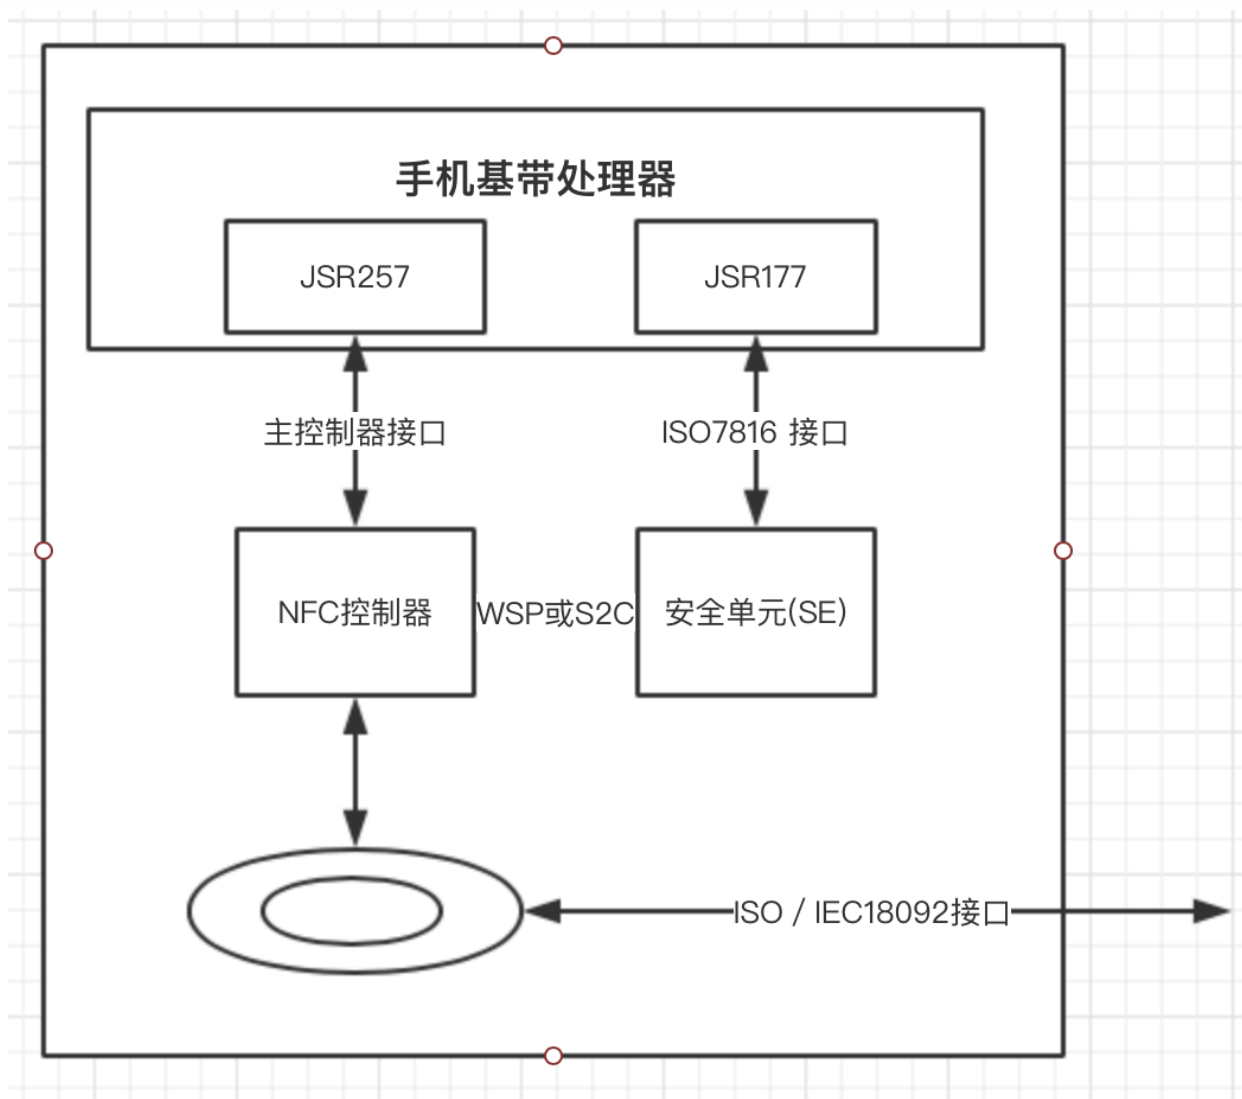 手机基带处理器
JSR257
JSR177
主控制器接口
ISO7816 接口
NFC控制器
WSP或S2C
安全单元(SE)
ISO / IEC18092接口